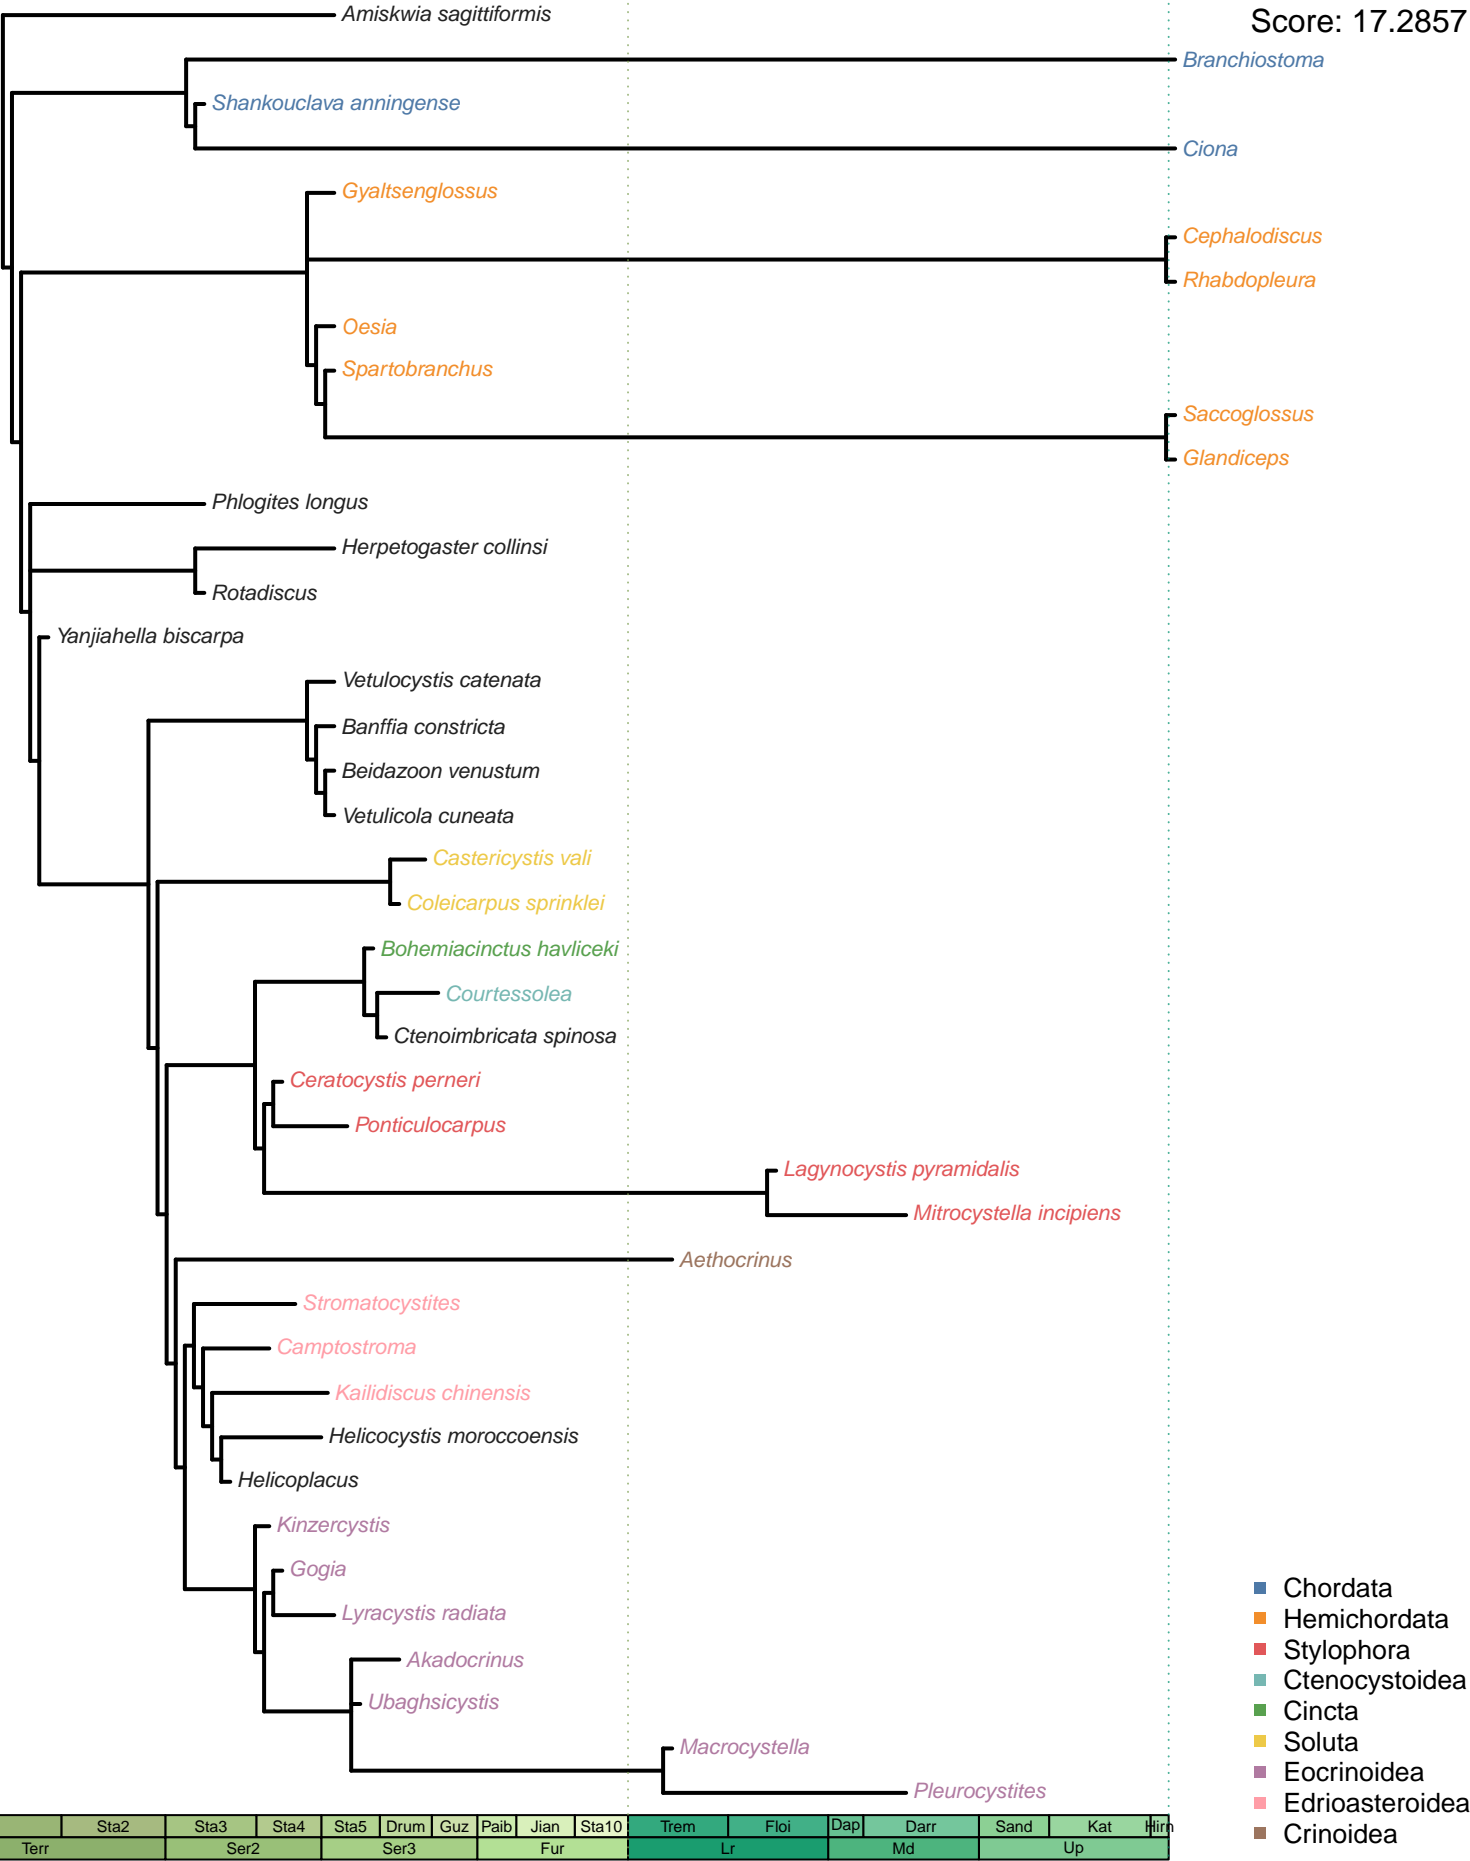 Score: 17.2857
Amiskwia sagittiformis
Branchiostoma
Shankouclava anningense
Ciona
Gyaltsenglossus
Cephalodiscus
Rhabdopleura
Oesia
Spartobranchus
Saccoglossus
Glandiceps
Phlogites longus
Herpetogaster collinsi
Rotadiscus
Yanjiahella biscarpa
Vetulocystis catenata
Banffia constricta
Beidazoon venustum
Vetulicola cuneata
Castericystis vali
Coleicarpus sprinklei
Bohemiacinctus havliceki
Courtessolea
Ctenoimbricata spinosa
Ceratocystis perneri
Ponticulocarpus
Lagynocystis pyramidalis
Mitrocystella incipiens
Aethocrinus
Stromatocystites
Camptostroma
Kailidiscus chinensis
Helicocystis moroccoensis
Helicoplacus
Kinzercystis
Gogia
Lyracystis radiata
Akadocrinus
Ubaghsicystis
Macrocystella
Pleurocystites
Chordata
Hemichordata
Stylophora
Ctenocystoidea
Cincta
Soluta
Eocrinoidea
Edrioasteroidea
Crinoidea
Sta2 Sta3 Sta4 Sta5 Drum Guz Paib Jian Sta10 Trem Floi Dap Darr Sand Kat Hirn
Terr Ser2 Ser3 Fur Lr Md Up